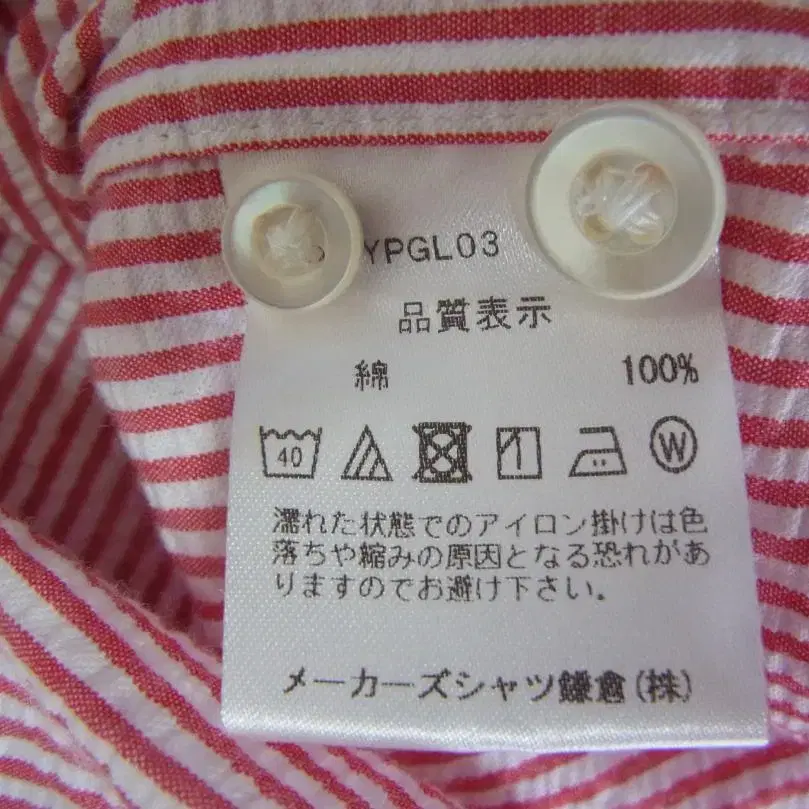 YPGL03
品質表示
綿 100%
40 W
濡れた状態でのアイロン掛けは色
落ちや縮みの原因となる恐れがあ
りますのでお避け下さい。
メーカーズシャツ鎌倉(株)